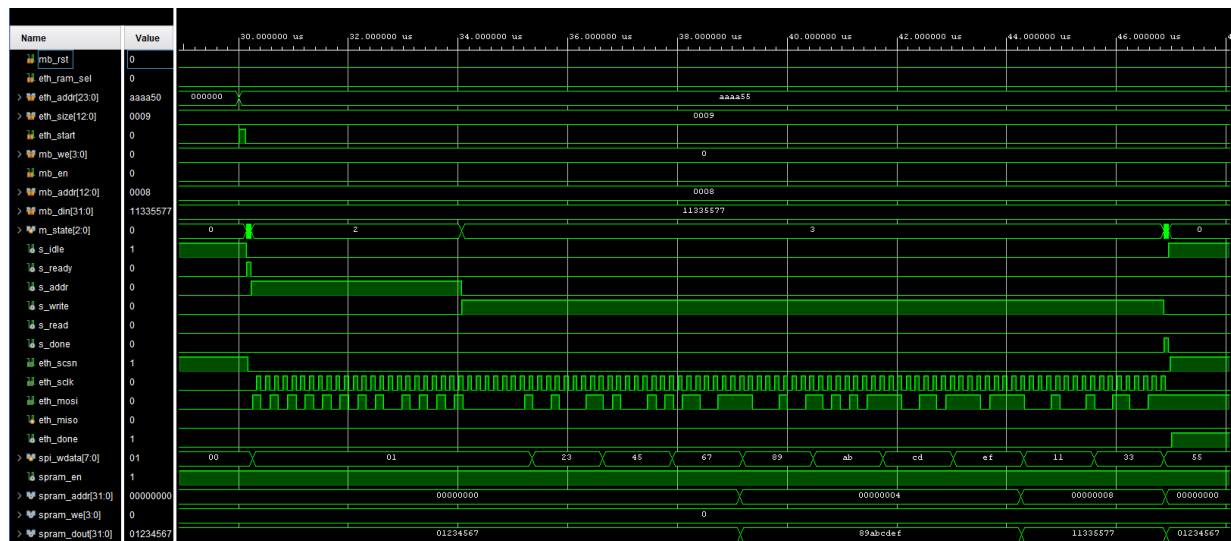 Name Value
30.000000 us 32.000000 us 34.000000 us 36.000000 us 38.000000 us 40.000000 us 42.000000 us 44.000000 us 46.000000 us
mb_rst 0
eth_ram_sel 0
eth_addr[23:0] aaaa50 000000 aaaa55
eth_size[12:0] 0009 0009
eth_start 0
mb_we[3:0] 0 0
mb_en 0
mb_addr[12:0] 0008 0008
mb_din[31:0] 11335577 11335577
m_state[2:0] 0 0 2 3 0
s_idle 1
s_ready 0
s_addr 0
s_write 0
s_read 0
s_done 0
eth_scsn 1
eth_sclk 0
eth_mosi 0
eth_miso 0
eth_done 1
spi_wdata[7:0] 01 00 01 23 45 67 89 ab cd ef 11 33 55
spram_en 1
spram_addr[31:0] 00000000 00000000 00000004 00000008 00000000
spram_we[3:0] 0 0
spram_dout[31:0] 01234567 01234567 89abcdef 11335577 01234567